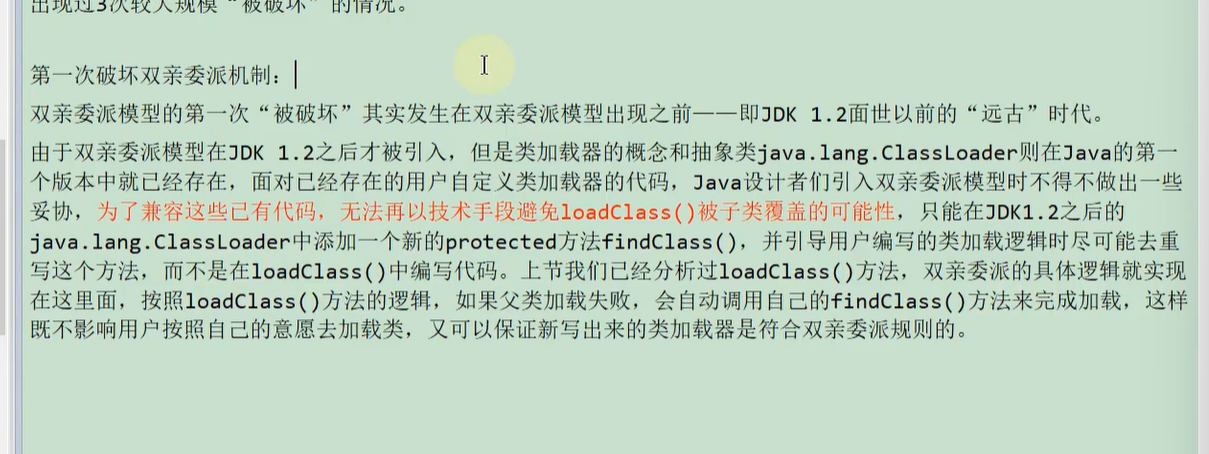 出现过3次较大规模“被破坏”的情况。
第一次破坏双亲委派机制：
双亲委派模型的第一次“被破坏”其实发生在双亲委派模型出现之前——即JDK 1.2面世以前的“远古”时代。
由于双亲委派模型在JDK 1.2之后才被引入，但是类加载器的概念和抽象类java.lang.ClassLoader则在Java的第一
个版本中就已经存在，面对已经存在的用户自定义类加载器的代码，Java设计者们引入双亲委派模型时不得不做出一些
妥协，为了兼容这些已有代码，无法再以技术手段避免loadClass()被子类覆盖的可能性，只能在JDK1.2之后的
java.lang.ClassLoader中添加一个新的protected方法findClass()，并引导用户编写的类加载逻辑时尽可能去重
写这个方法，而不是在loadClass()中编写代码。上节我们已经分析过loadClass()方法，双亲委派的具体逻辑就实现
在这里面，按照loadClass()方法的逻辑，如果父类加载失败，会自动调用自己的findClass()方法来完成加载，这样
既不影响用户按照自己的意愿去加载类，又可以保证新写出来的类加载器是符合双亲委派规则的。